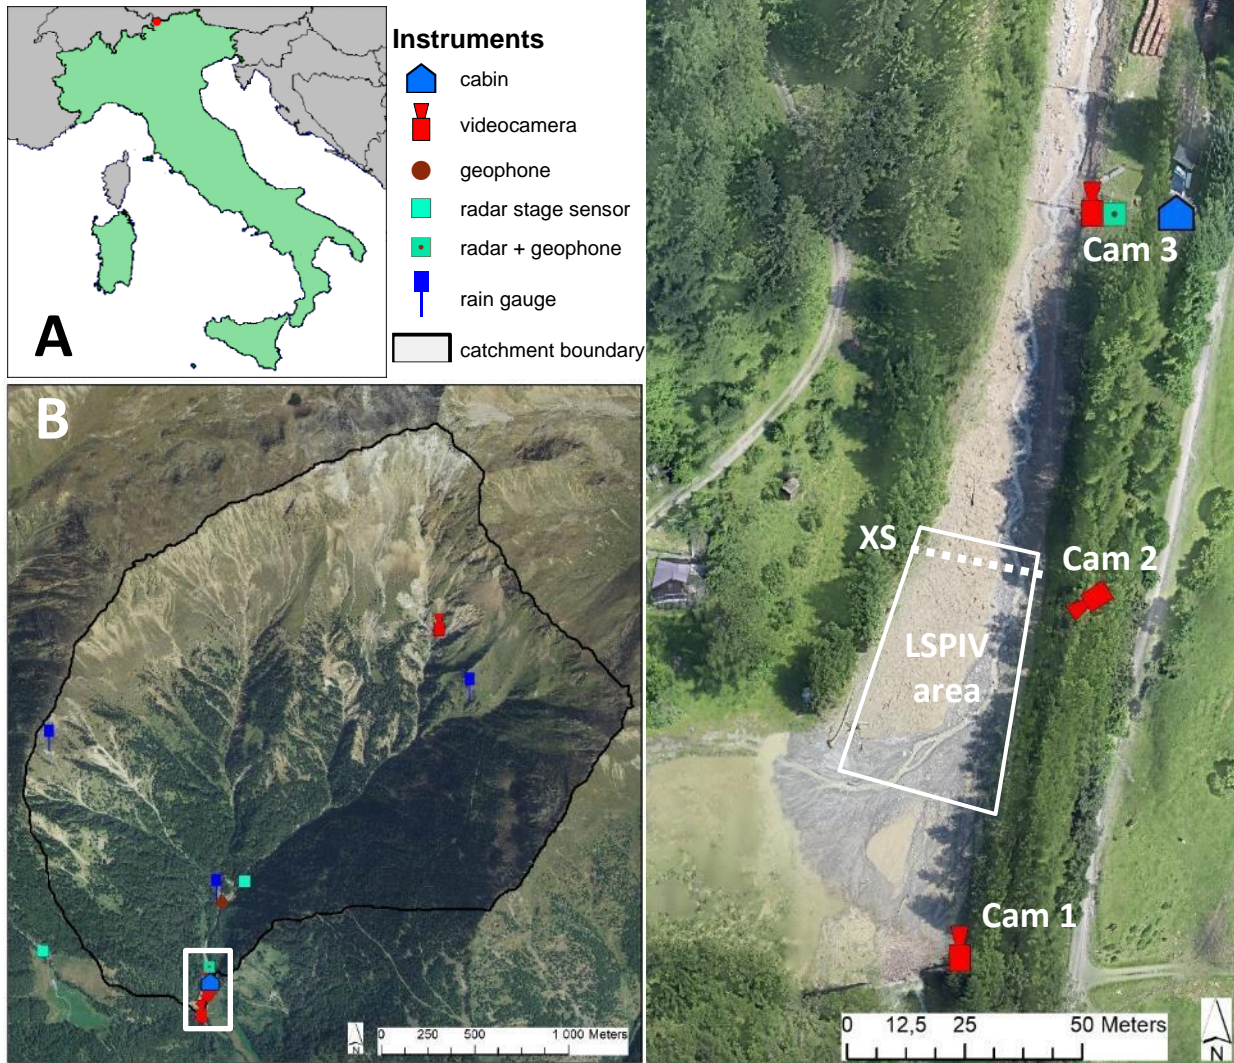 A
Instruments
cabin
videocamera
geophone
radar stage sensor
radar + geophone
rain gauge
catchment boundary
B
N
0 250 500 1 000 Meters
Cam 3
XS
Cam 2
LSPIV
area
Cam 1
0 12,5 25 50 Meters
N